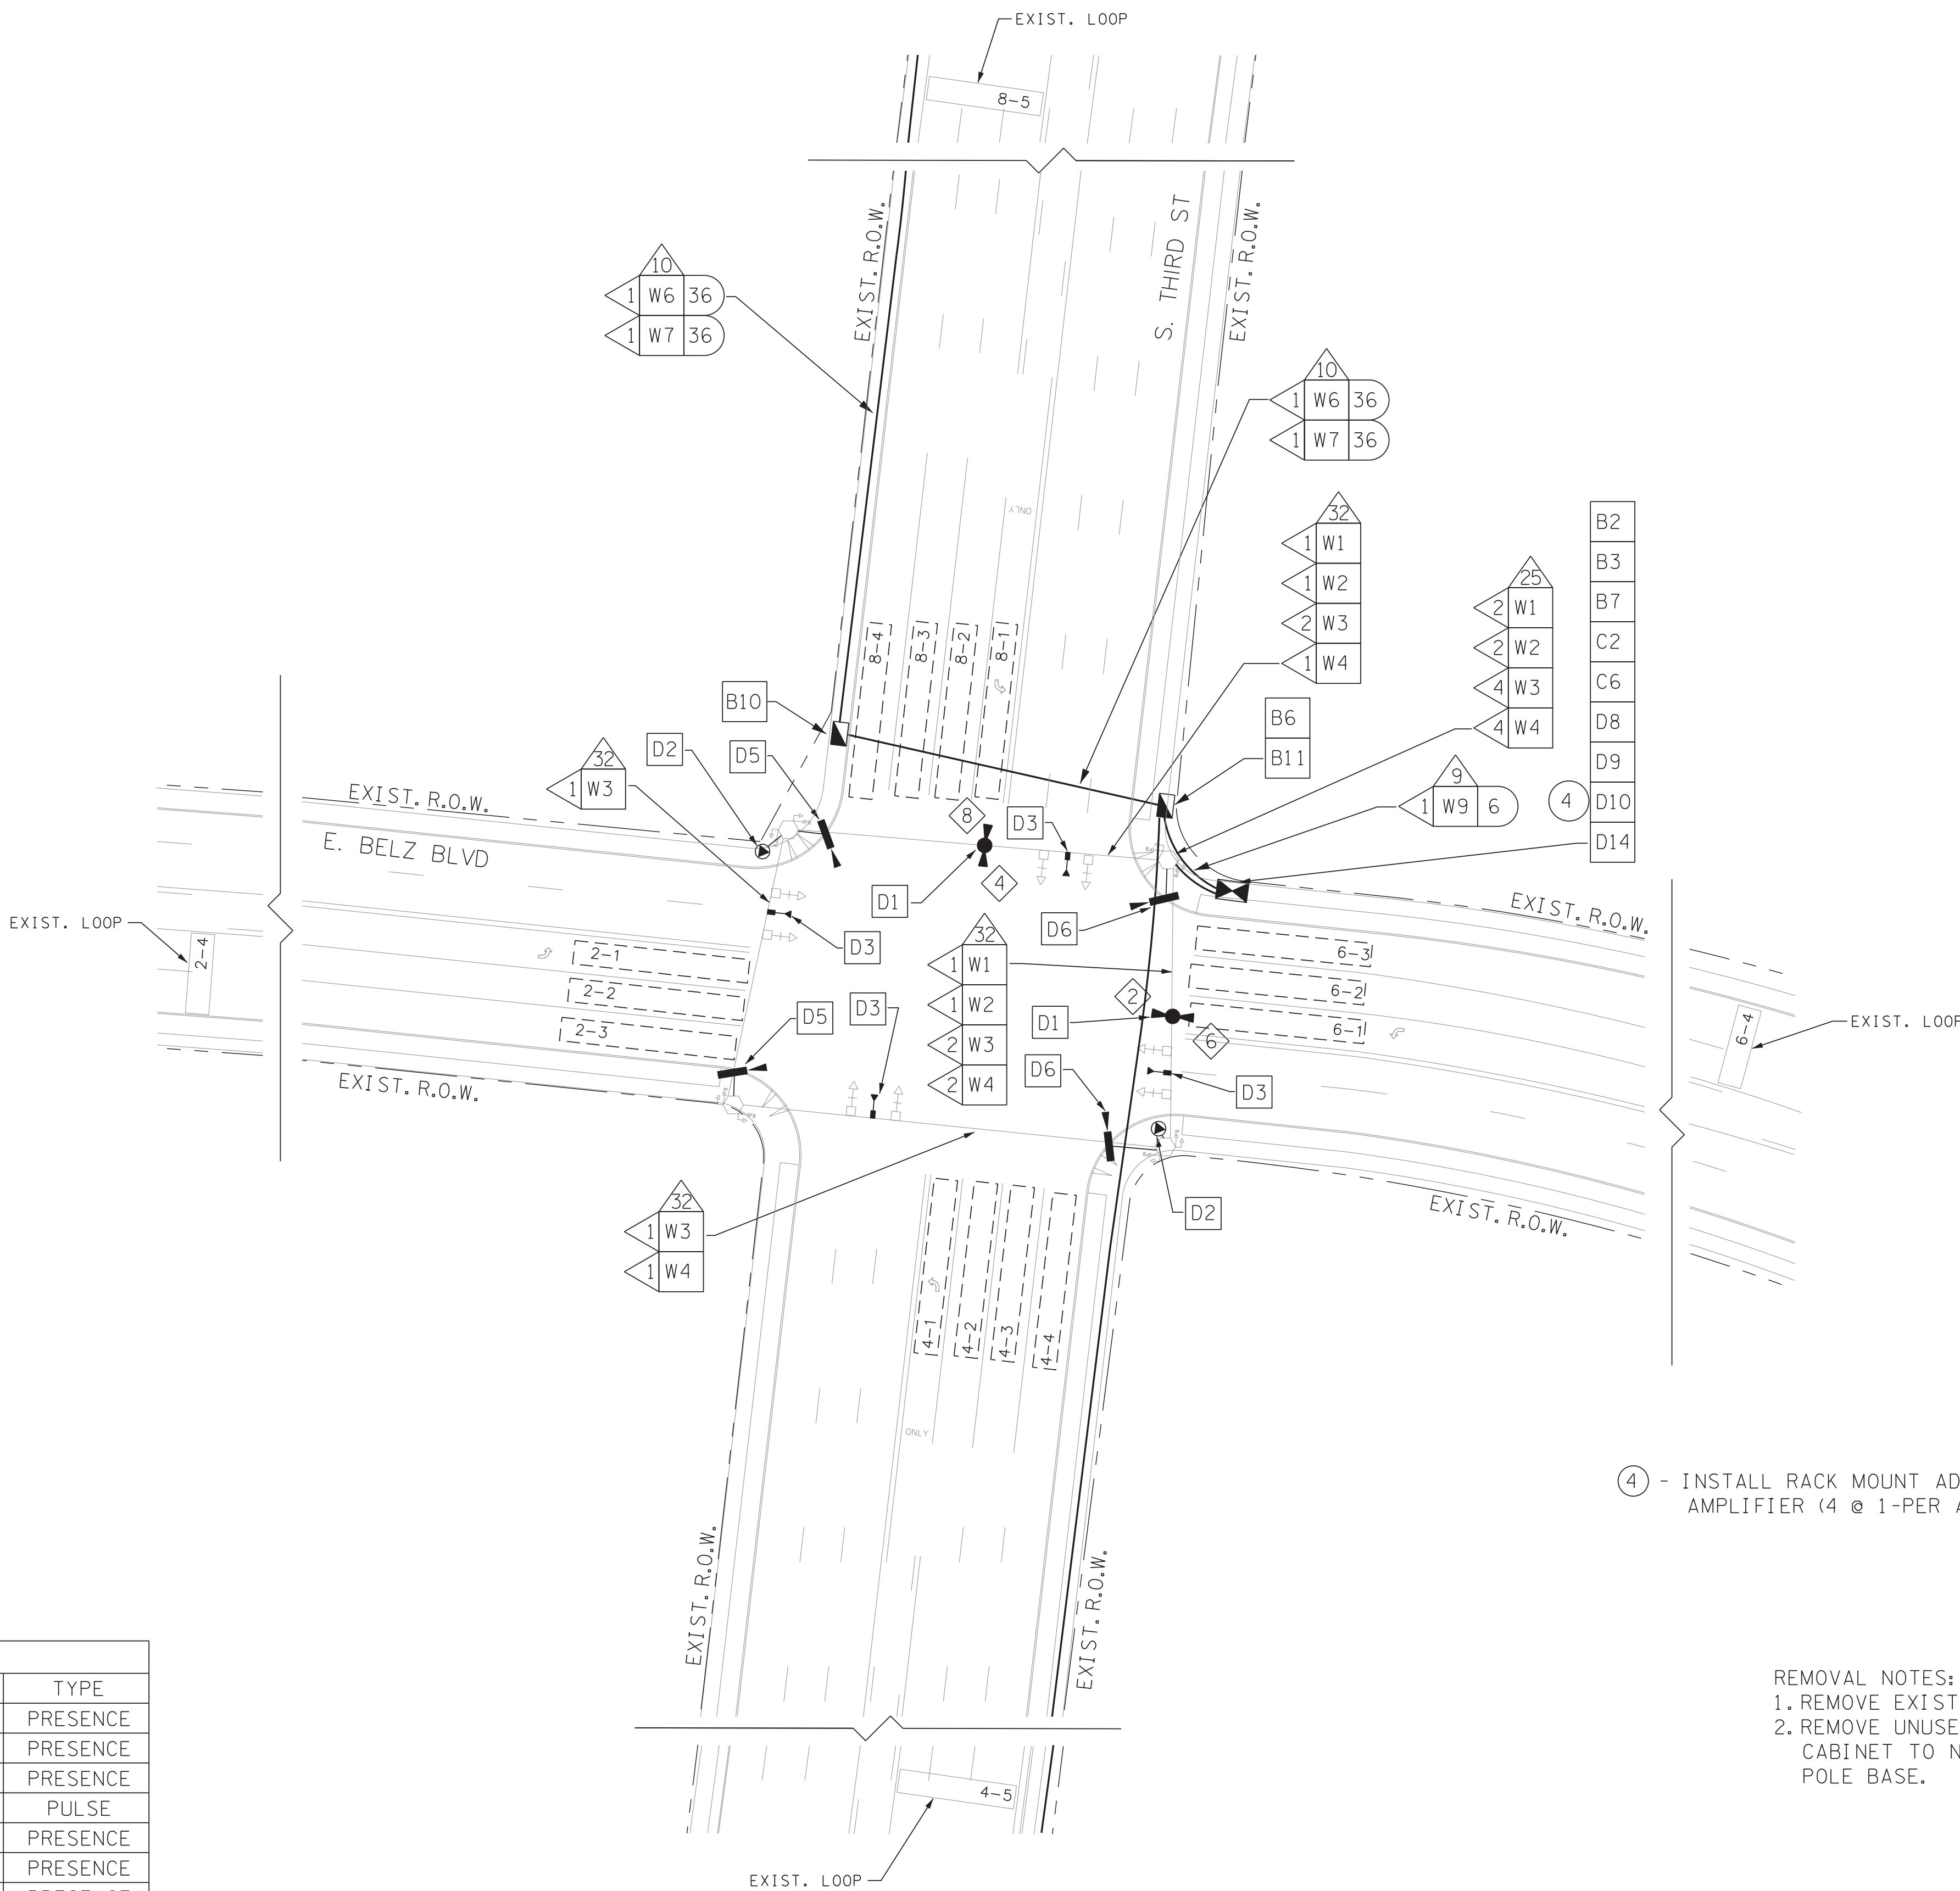 EXIST. LOOP
8-5
EXIST. R.O.W.
S. THIRD ST
EXIST. R.O.W.
10
1 W6 36
1 W7 36
10
1 W6 36
1 W7 36
ONLY
32
1 W1
1 W2
2 W3
1 W4
25
2 W1
2 W2
4 W3
4 W4
B2
B3
B7
C2
C6
D8
D9
4 D10
D14
8-4
8-3
8-2
8-1
B10
D2
D5
32
1 W3
B6
B11
9
1 W9 6
EXIST. R.O.W.
E. BELZ BLVD
8
D3
4
D1
D6
EXIST. R.O.W.
EXIST. LOOP
2-4
D3
2-1
2-2
2-3
32
1 W1
1 W2
2 W3
2 W4
D3
D5
2
D1
6
D6
D3
6-3
6-2
6-1
6-4
EXIST. LOOP
EXIST. R.O.W.
D2
EXIST. R.O.W.
32
1 W3
1 W4
4-1
4-2
4-3
4-4
ONLY
4 - INSTALL RACK MOUNT AD
AMPLIFIER (4 @ 1-PER A
EXIST. R.O.W.
EXIST. R.O.W.
TYPE
PRESENCE
PRESENCE
PRESENCE
PULSE
PRESENCE
PRESENCE
REMOVAL NOTES:
1. REMOVE EXIST
2. REMOVE UNUSE
CABINET TO N
POLE BASE.
4-5
EXIST. LOOP